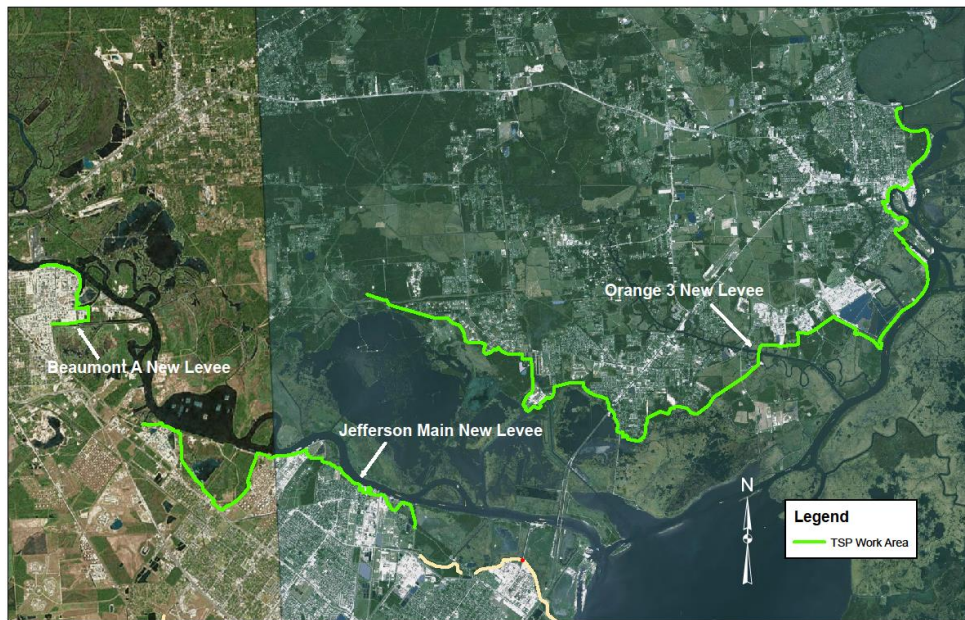 Orange 3 New Levee
Beaumont A New Levee
Jefferson Main New Levee
N
Legend
TSP Work Area